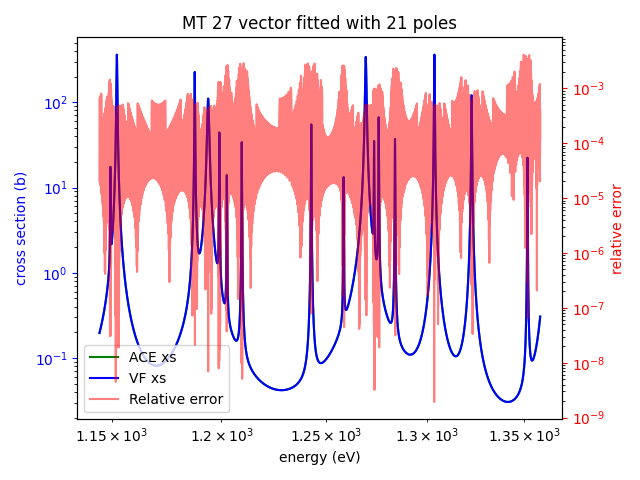 MT 27 vector fitted with 21 poles
cross section (b)
10²
10¹
10⁰
10⁻¹
10⁻³
10⁻⁴
10⁻⁵
10⁻⁶
10⁻⁷
10⁻⁸
10⁻⁹
relative error
ACE xs
VF xs
Relative error
1.15 × 10³ 1.2 × 10³ 1.25 × 10³ 1.3 × 10³ 1.35 × 10³
energy (eV)